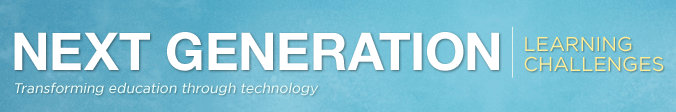 NEXT GENERATION
LEARNING
CHALLENGES
Transforming education through technology